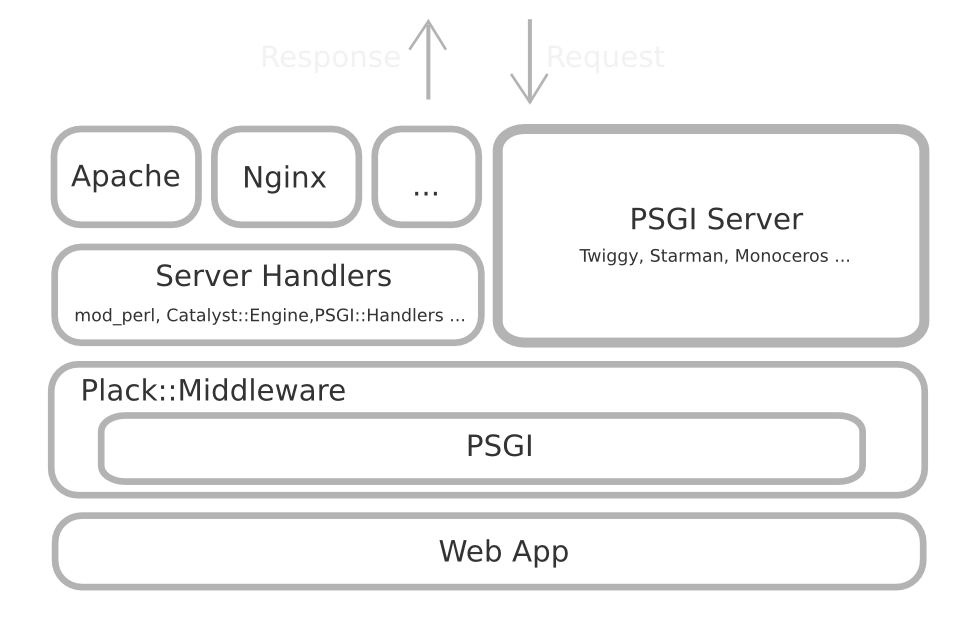 Response
Request
Apache
Nginx
...
PSGI Server
Twiggy, Starman, Monoceros ...
Server Handlers
mod_perl, Catalyst::Engine,PSGI::Handlers ...
Plack::Middleware
PSGI
Web App